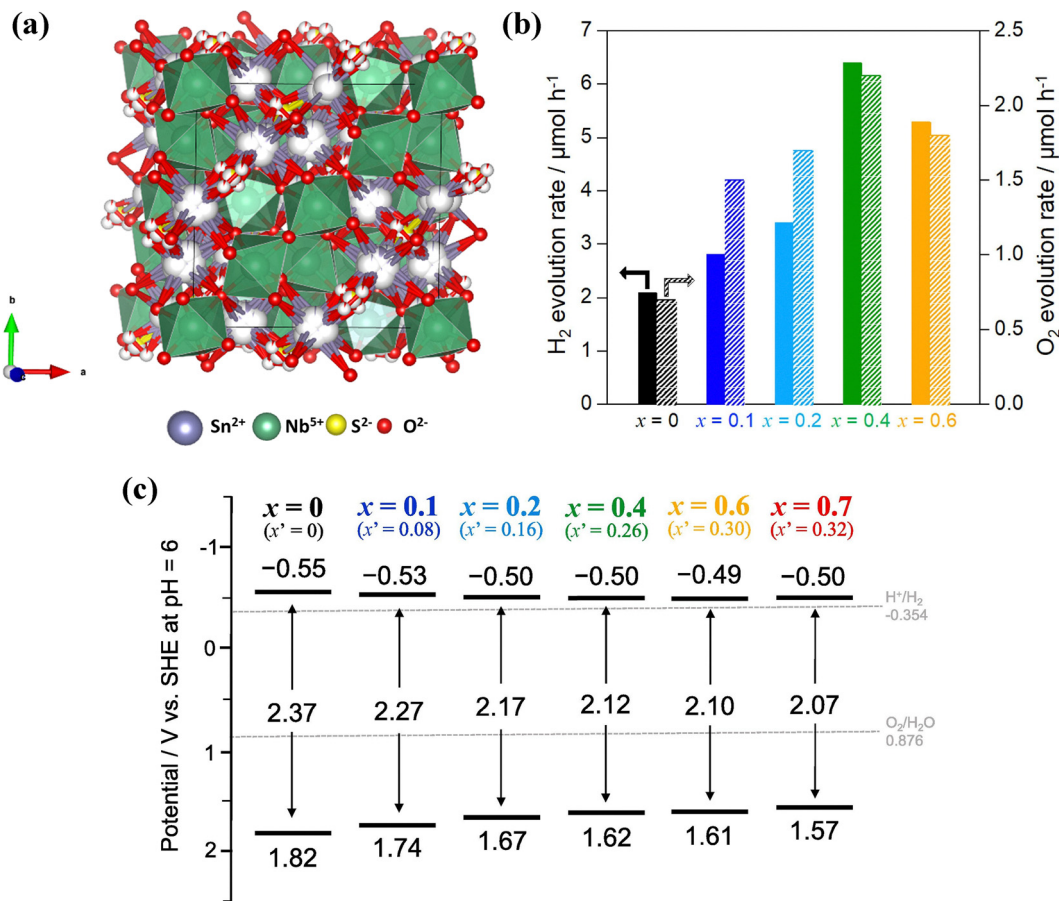 (a)
b
a
Sn²⁺ Nb⁵⁺ S²⁻ O²⁻
(b)
H₂ evolution rate / µmol h⁻¹
7
6
5
4
3
2
1
0
2.5
2.0
1.5
1.0
0.5
0.0
O₂ evolution rate / µmol h⁻¹
x = 0 x = 0.1 x = 0.2 x = 0.4 x = 0.6
(c)
Potential / V vs. SHE at pH = 6
-1
0
1
2
x = 0 x = 0.1 x = 0.2 x = 0.4 x = 0.6 x = 0.7
(x' = 0) (x' = 0.08) (x' = 0.16) (x' = 0.26) (x' = 0.30) (x' = 0.32)
−0.55 −0.53 −0.50 −0.50 −0.49 −0.50
H⁺/H₂
-0.354
2.37 2.27 2.17 2.12 2.10 2.07
O₂/H₂O
0.876
1.82 1.74 1.67 1.62 1.61 1.57